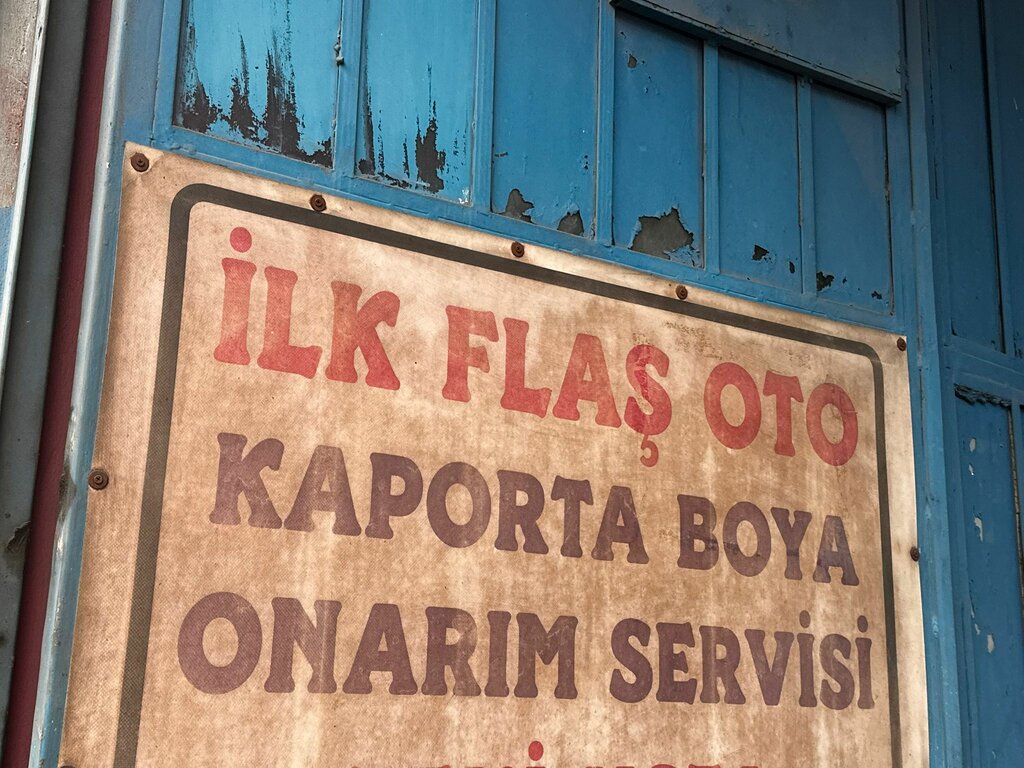 İLK FLAŞ OTO
KAPORTA BOYA
ONARIM SERVİSİ